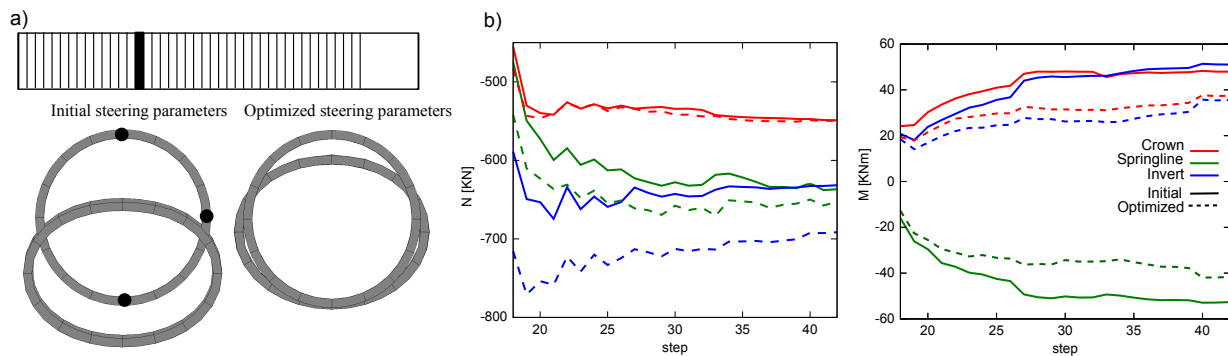 a)
Initial steering parameters
Optimized steering parameters
b)
N [KN]
-500
-600
-700
-800
20
25
30
35
40
step
M [KNm]
60
40
20
0
-20
-40
-60
20
25
30
35
40
step
Crown
Springline
Invert
Initial
Optimized